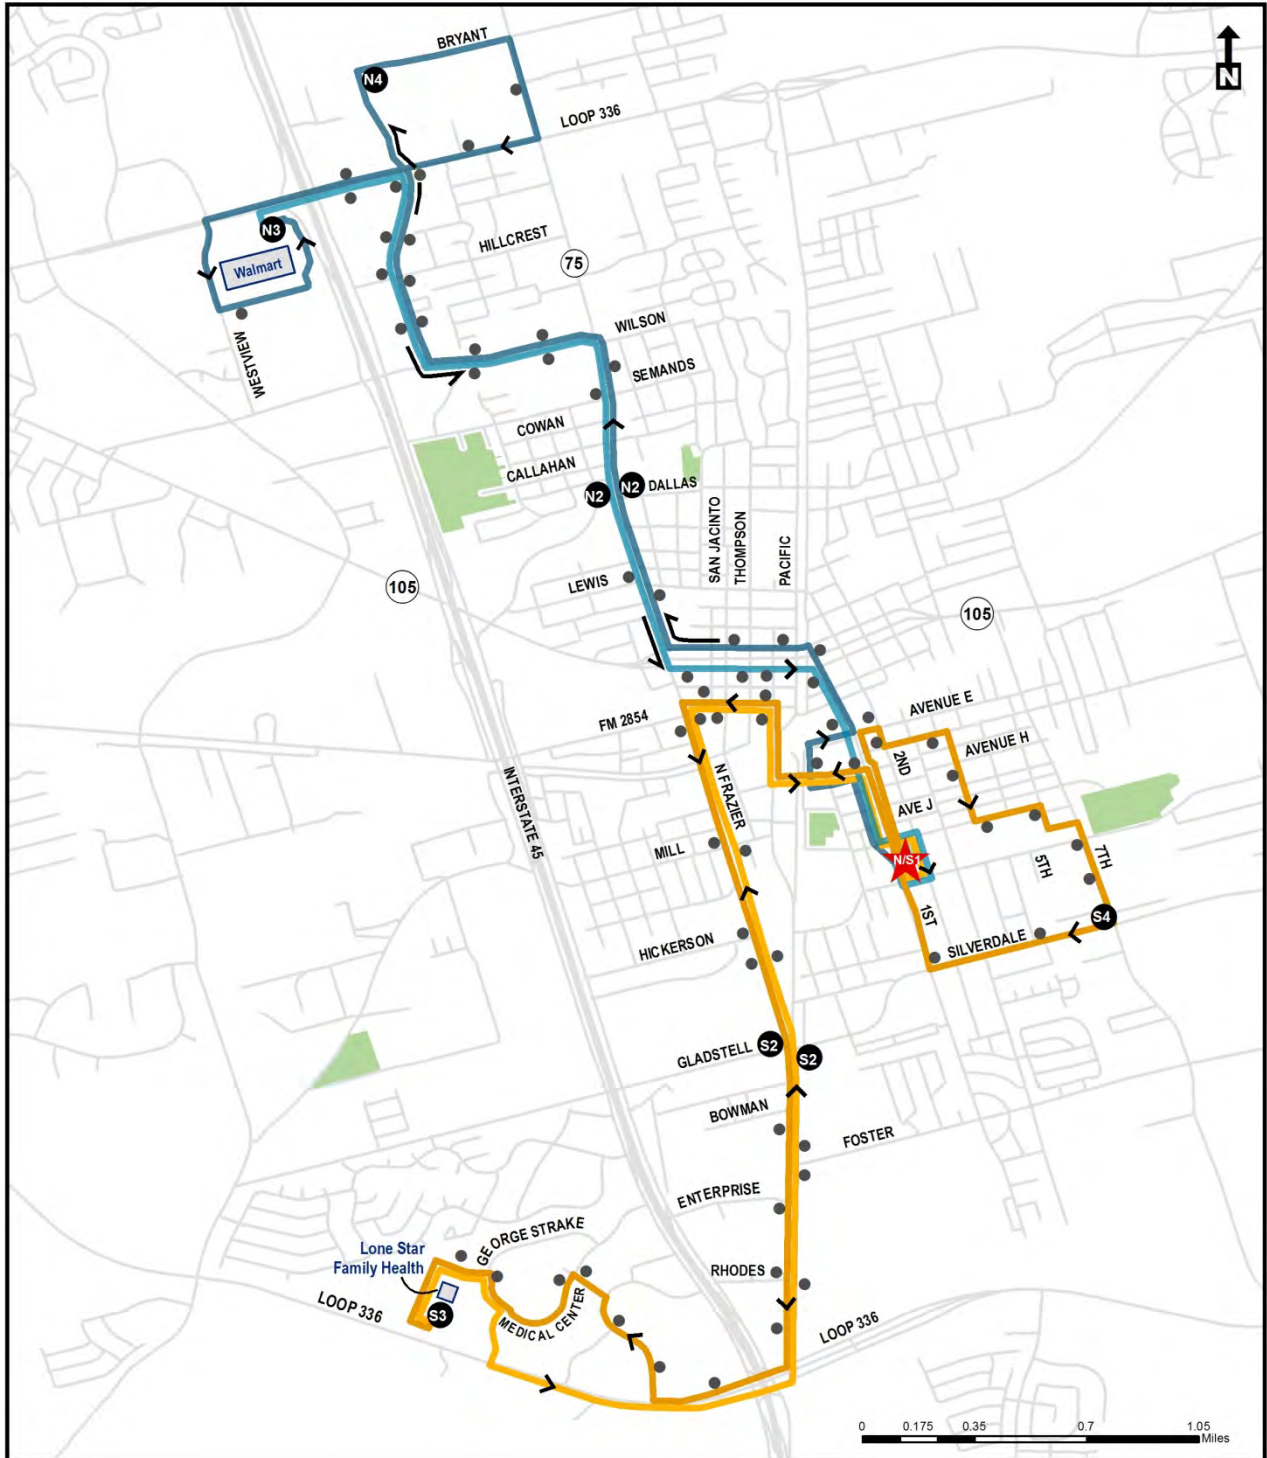 BRYANT
N4
N
LOOP 336
N3
Walmart
HILLCREST
75
WILSON
SEMANDS
WESTVIEW
COWAN
CALLAHAN
N2
N2
DALLAS
SAN JACINTO
THOMPSON
PACIFIC
LEWIS
105
105
AVENUE E
FM 2854
AVENUE H
2ND
INTERSTATE 45
N FRAZIER
AVE J
MILL
N/S1
5TH
7TH
1ST
S4
HICKERSON
SILVERDALE
GLADSTELL
S2
S2
BOWMAN
FOSTER
ENTERPRISE
GEORGE STRAKE
Lone Star
Family Health
RHODES
LOOP 336
S3
MEDICAL CENTER
LOOP 336
0
0.175
0.35
0.7
1.05
Miles